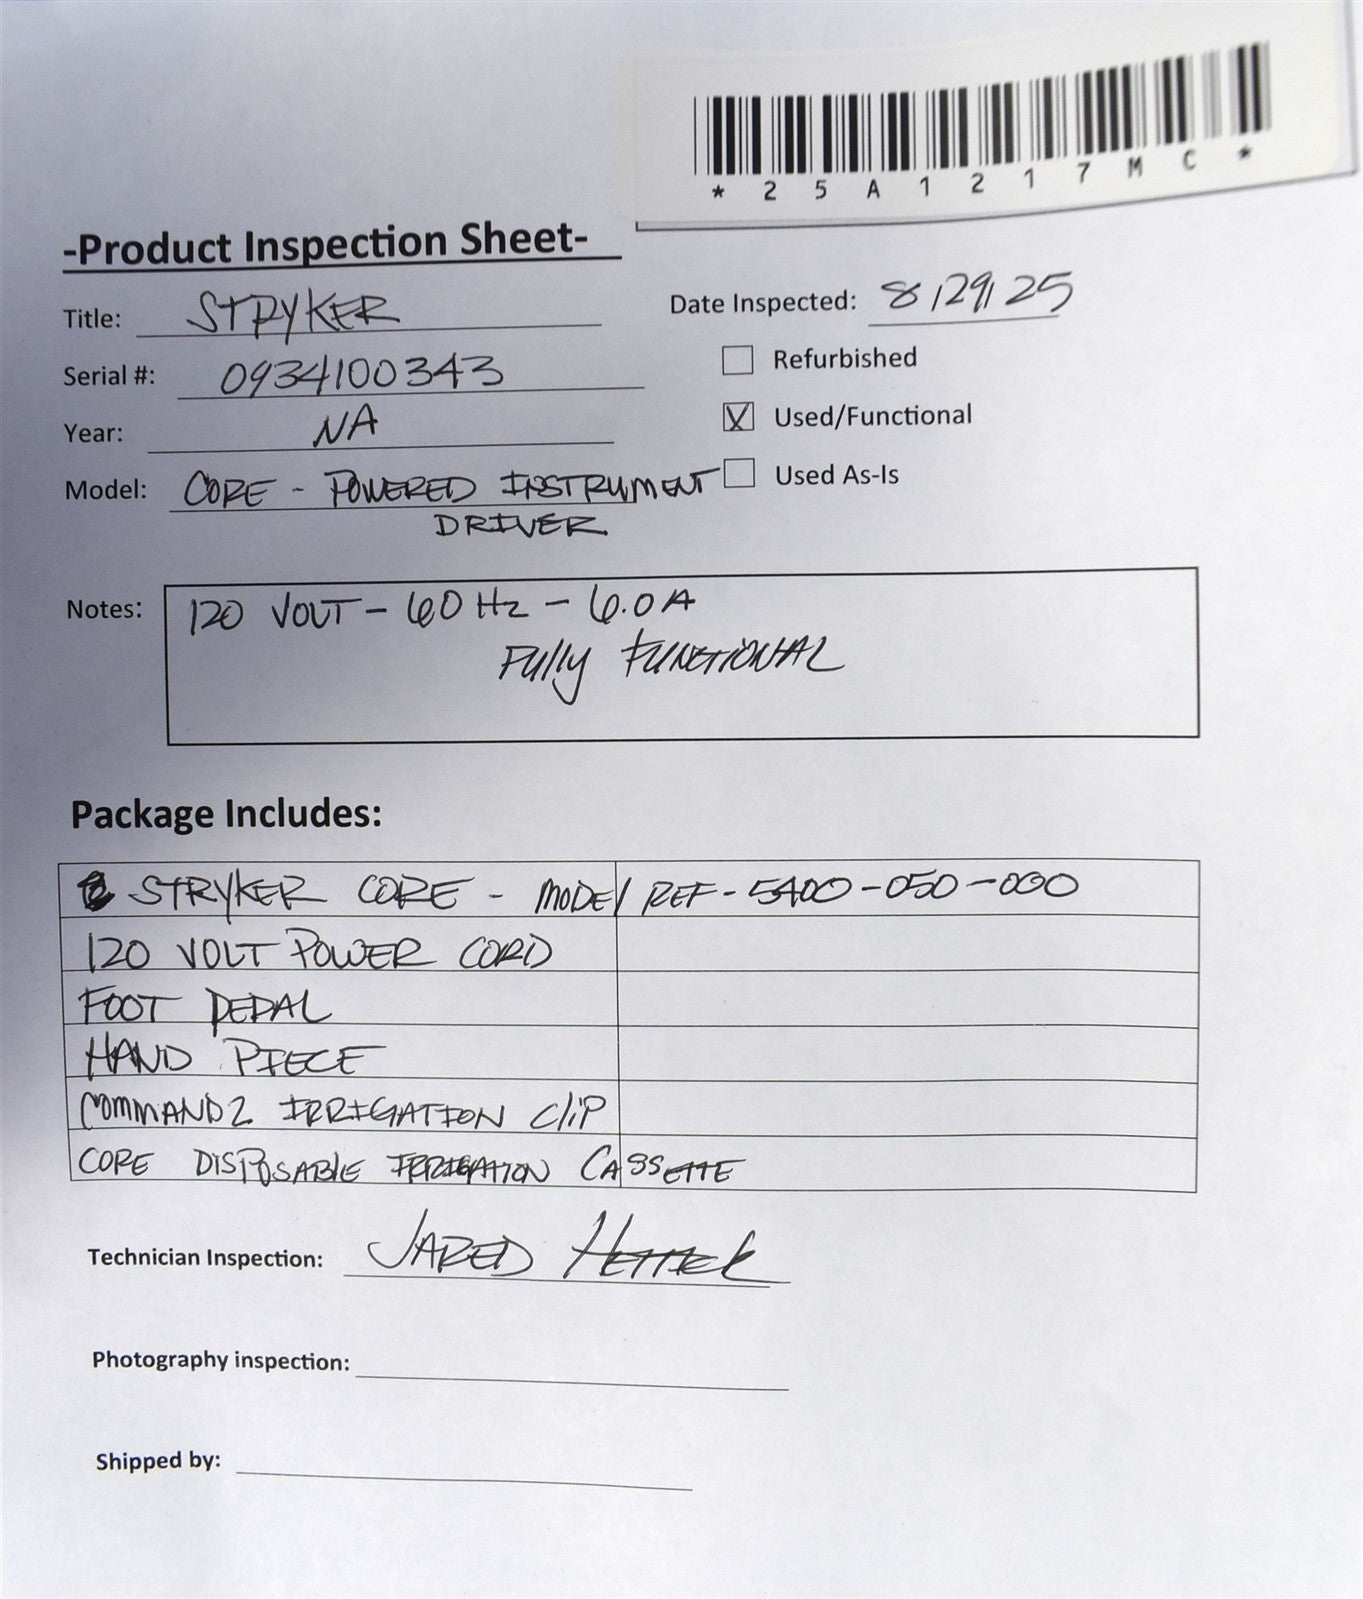 *25A1217MC*
-Product Inspection Sheet-
Title: STRYKER
Date Inspected: 8/29/25
Serial #: 0934100343
Refurbished
Year: NA
X Used/Functional
Model: CORE - POWERED INSTRUMENT
DRIVER
Used As-Is
Notes: 120 VOLT - 60 Hz - 6.0A
Fully FUNCTIONAL
Package Includes:
STRYKER CORE - MODEL REF - 5400-050-000
120 VOLT POWER CORD
FOOT PEDAL
HAND PIECE
COMMAND2 IRRIGATION CLIP
CORE DISPOSABLE IRRIGATION CASSETTE
Technician Inspection: JARED
Photography inspection:
Shipped by: